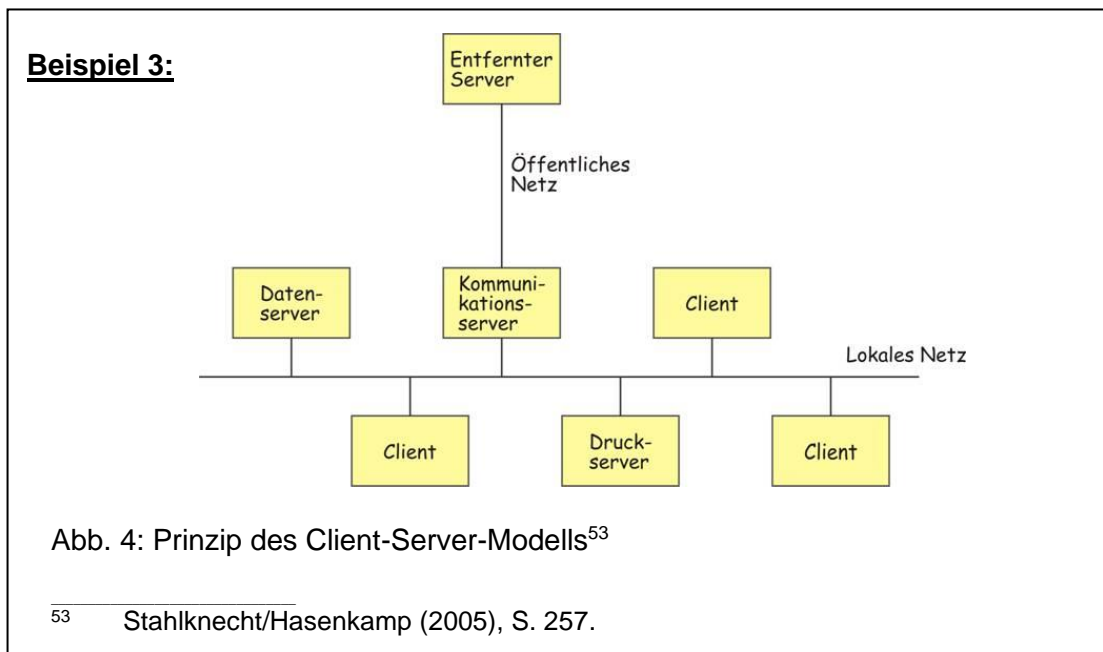 Beispiel 3:
Entfernter
Server
Öffentliches
Netz
Daten-
server
Kommuni-
kations-
server
Client
Lokales Netz
Client
Druck-
server
Client
Abb. 4: Prinzip des Client-Server-Modells⁵³
⁵³ Stahlknecht/Hasenkamp (2005), S. 257.